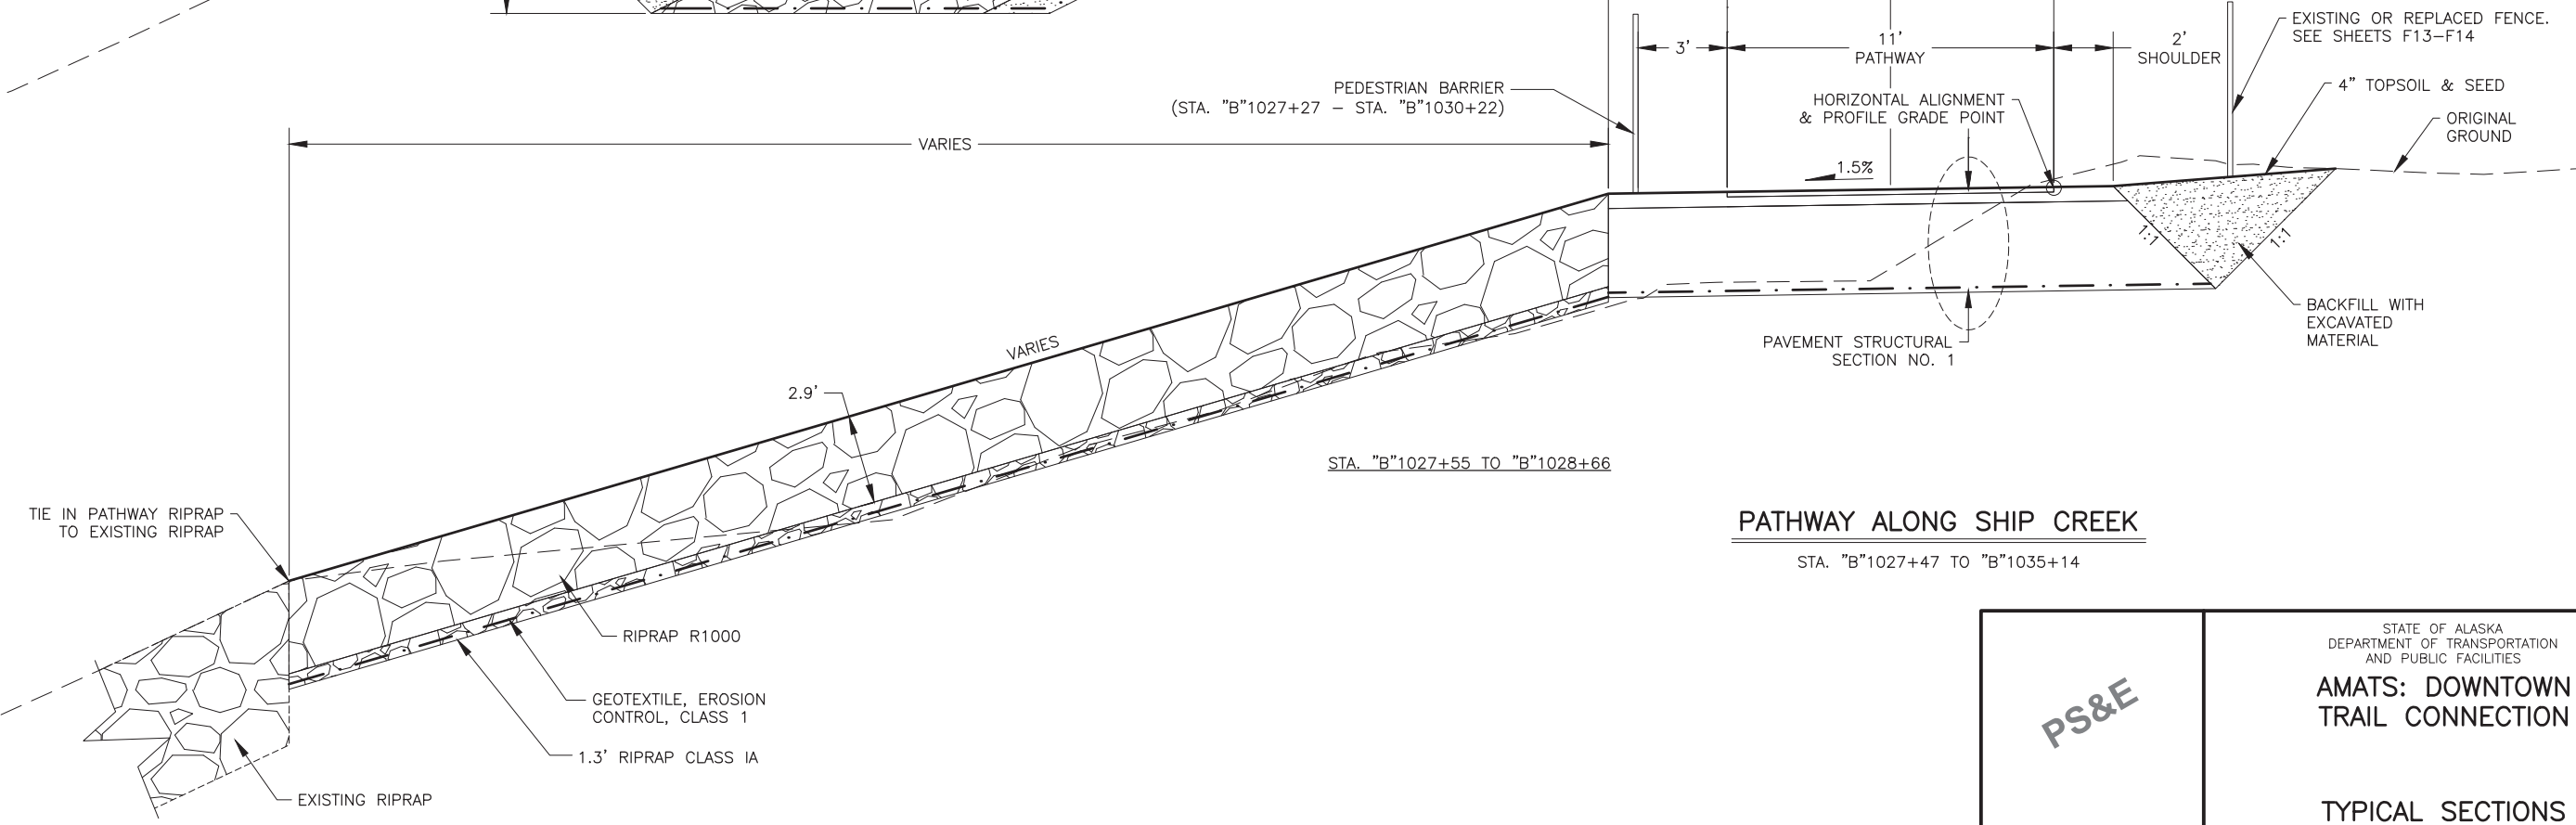 EXISTING OR REPLACED FENCE.
SEE SHEETS F13-F14
3'
11'
PATHWAY
2'
SHOULDER
4" TOPSOIL & SEED
PEDESTRIAN BARRIER
(STA. "B"1027+27 - STA. "B"1030+22)
HORIZONTAL ALIGNMENT
& PROFILE GRADE POINT
ORIGINAL
GROUND
VARIES
1.5%
1:1
1:1
BACKFILL WITH
EXCAVATED
MATERIAL
PAVEMENT STRUCTURAL
SECTION NO. 1
VARIES
2.9'
STA. "B"1027+55 TO "B"1028+66
TIE IN PATHWAY RIPRAP
TO EXISTING RIPRAP
PATHWAY ALONG SHIP CREEK
STA. "B"1027+47 TO "B"1035+14
RIPRAP R1000
GEOTEXTILE, EROSION
CONTROL, CLASS 1
1.3' RIPRAP CLASS IA
EXISTING RIPRAP
PS&E
STATE OF ALASKA
DEPARTMENT OF TRANSPORTATION
AND PUBLIC FACILITIES
AMATS: DOWNTOWN
TRAIL CONNECTION
TYPICAL SECTIONS